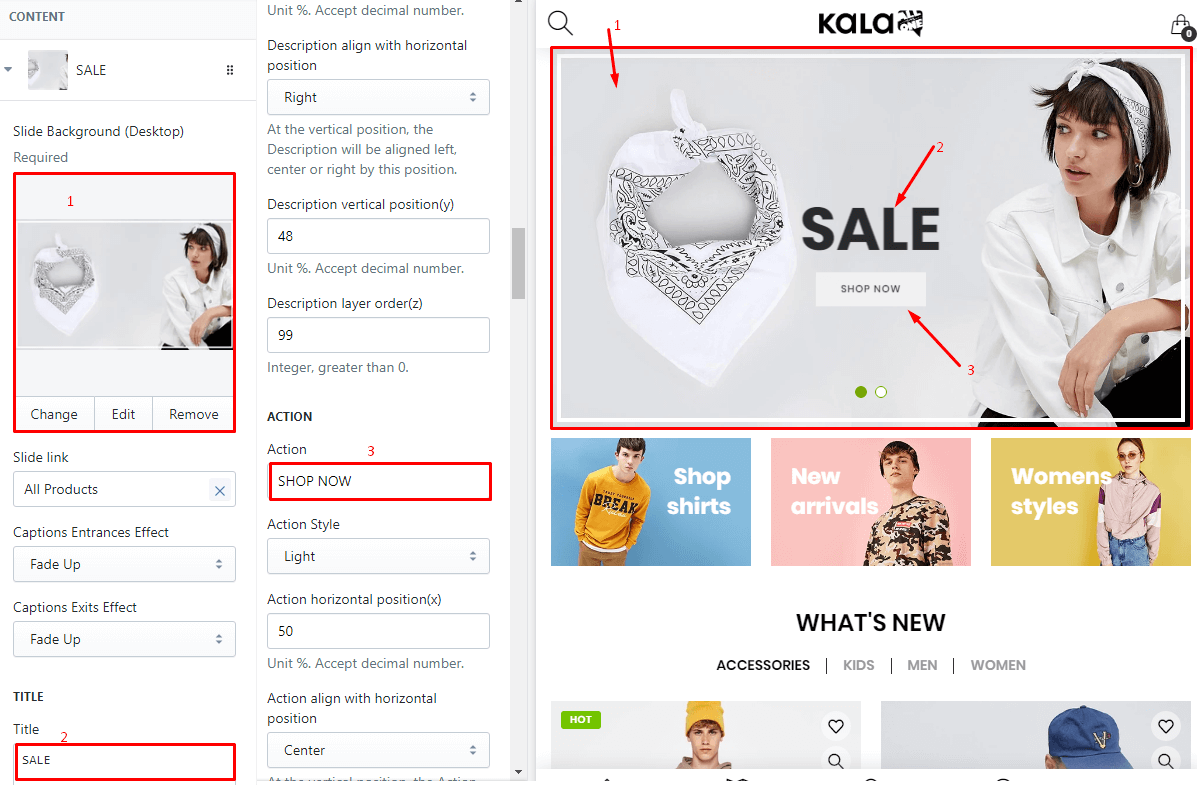 CONTENT
SALE
Slide Background (Desktop)
Required
1
Change
Edit
Remove
Slide link
All Products
Captions Entrances Effect
Fade Up
Captions Exits Effect
Fade Up
TITLE
Title
2
SALE
Unit %. Accept decimal number.
Description align with horizontal
position
Right
At the vertical position, the
Description will be aligned left,
center or right by this position.
Description vertical position(y)
48
Unit %. Accept decimal number.
Description layer order(z)
99
Integer, greater than 0.
ACTION
Action
3
SHOP NOW
Action Style
Light
Action horizontal position(x)
50
Unit %. Accept decimal number.
Action align with horizontal
position
Center
At the vertical position, the Action
KALA
ONE
0
1
2
SALE
SHOP NOW
3
Shop
shirts
BREAK
New
arrivals
Womens
styles
WHAT'S NEW
ACCESSORIES | KIDS | MEN | WOMEN
HOT